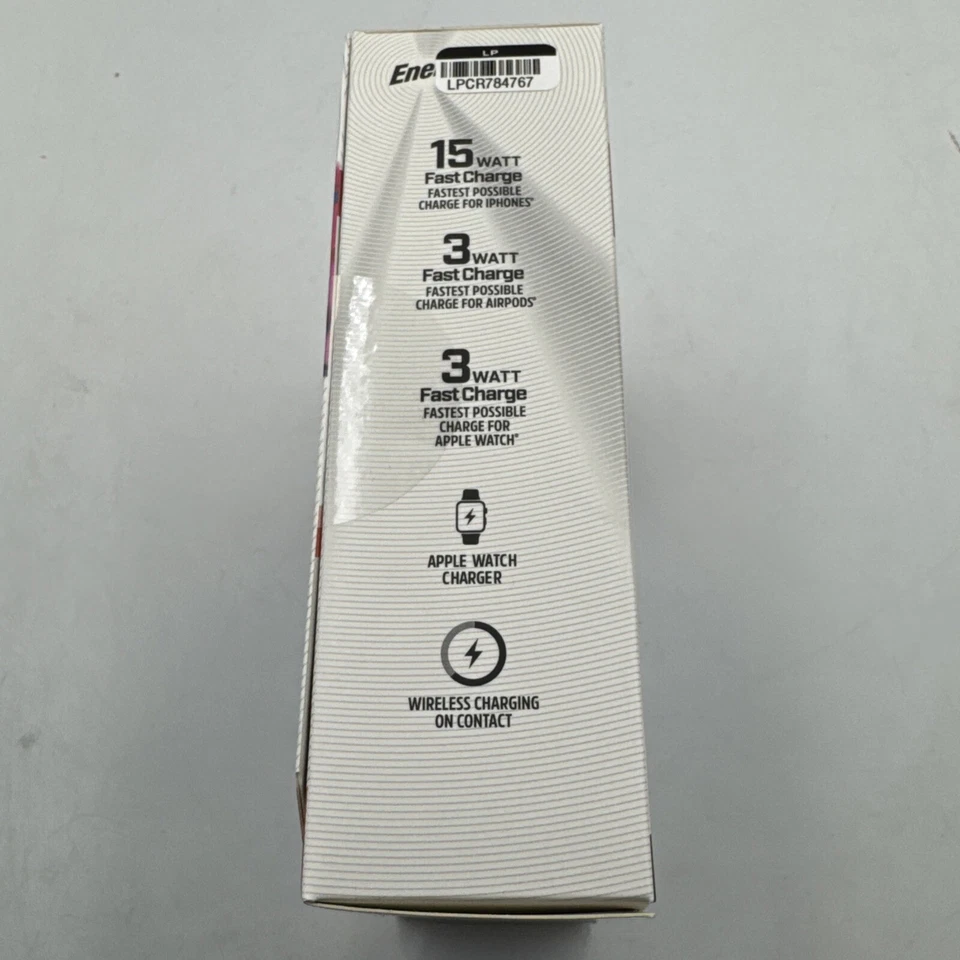 LP
Ene
LPCR784767
15 WATT
Fast Charge
FASTEST POSSIBLE
CHARGE FOR IPHONES*
3 WATT
Fast Charge
FASTEST POSSIBLE
CHARGE FOR AIRPODS*
3 WATT
Fast Charge
FASTEST POSSIBLE
CHARGE FOR
APPLE WATCH*
APPLE WATCH
CHARGER
WIRELESS CHARGING
ON CONTACT